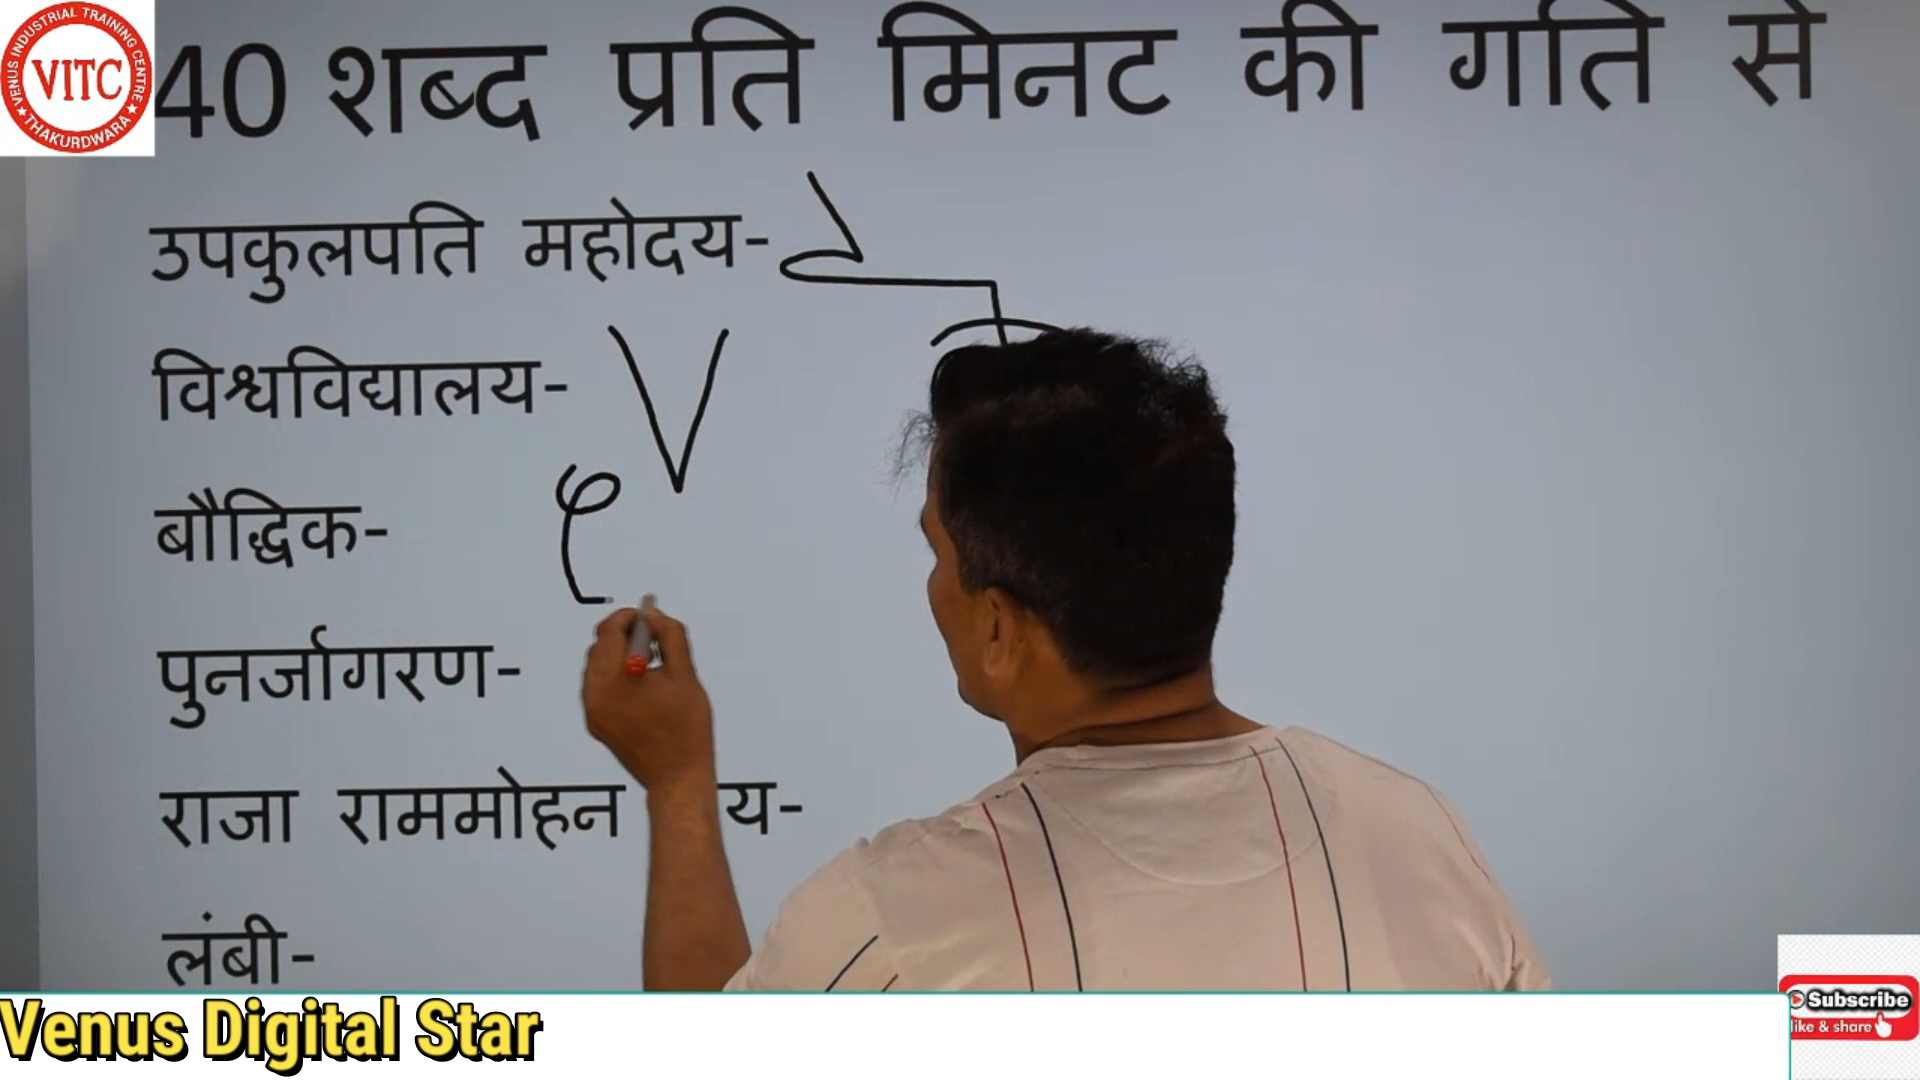 VENUS INDUSTRIAL TRAINING CENTRE
VITC
THAKURDWARA
40 शब्द प्रति मिनट की गति से
उपकुलपति महोदय-
विश्वविद्यालय-
बौद्धिक-
पुनर्जागरण-
राजा राममोहन य-
लंबी-
Venus Digital Star
Subscribe
like & share